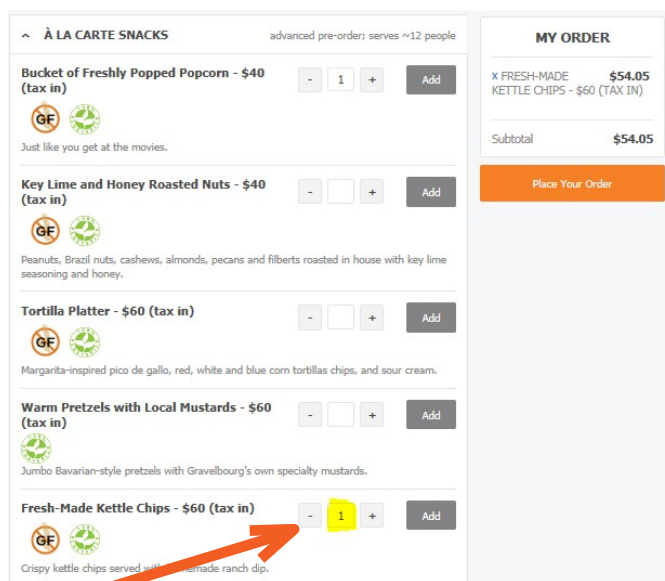 À LA CARTE SNACKS advanced pre-order; serves ~12 people
Bucket of Freshly Popped Popcorn - $40
(tax in)
- 1 + Add
GF
Just like you get at the movies.
Key Lime and Honey Roasted Nuts - $40
(tax in)
- + Add
GF
Peanuts, Brazil nuts, cashews, almonds, pecans and filberts roasted in house with key lime
seasoning and honey.
Tortilla Platter - $60 (tax in)
- + Add
GF
Margarita-inspired pico de gallo, red, white and blue corn tortillas chips, and sour cream.
Warm Pretzels with Local Mustards - $60
(tax in)
- + Add
Jumbo Bavarian-style pretzels with Gravelbourg’s own specialty mustards.
Fresh-Made Kettle Chips - $60 (tax in)
- 1 + Add
GF
Crispy kettle chips served ranch dip.
MY ORDER
x FRESH-MADE $54.05
KETTLE CHIPS - $60 (TAX IN)
Subtotal $54.05
Place Your Order